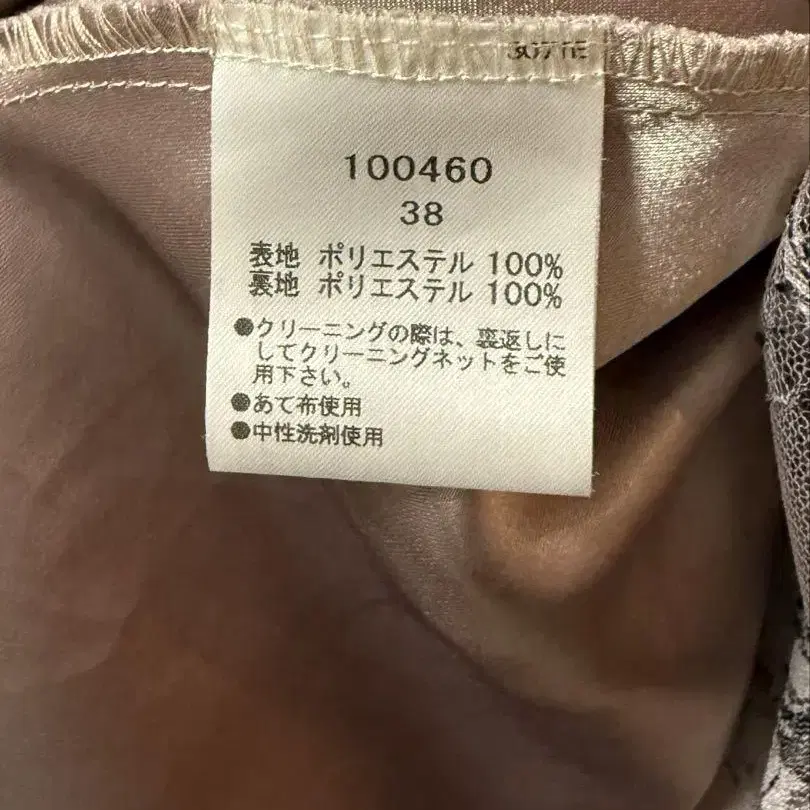 100460
38
表地 ポリエステル 100%
裏地 ポリエステル 100%
●クリーニングの際は、裏返しに
してクリーニングネットをご使
用下さい。
●あて布使用
●中性洗剤使用